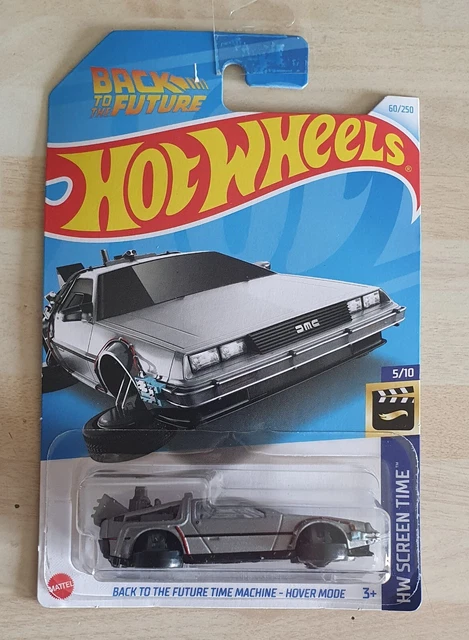 BACK
TO THE FUTURE
60/250
HOT WHEELS®
DMC
5/10
HW SCREEN TIME™
MATTEL
BACK TO THE FUTURE TIME MACHINE - HOVER MODE 3+